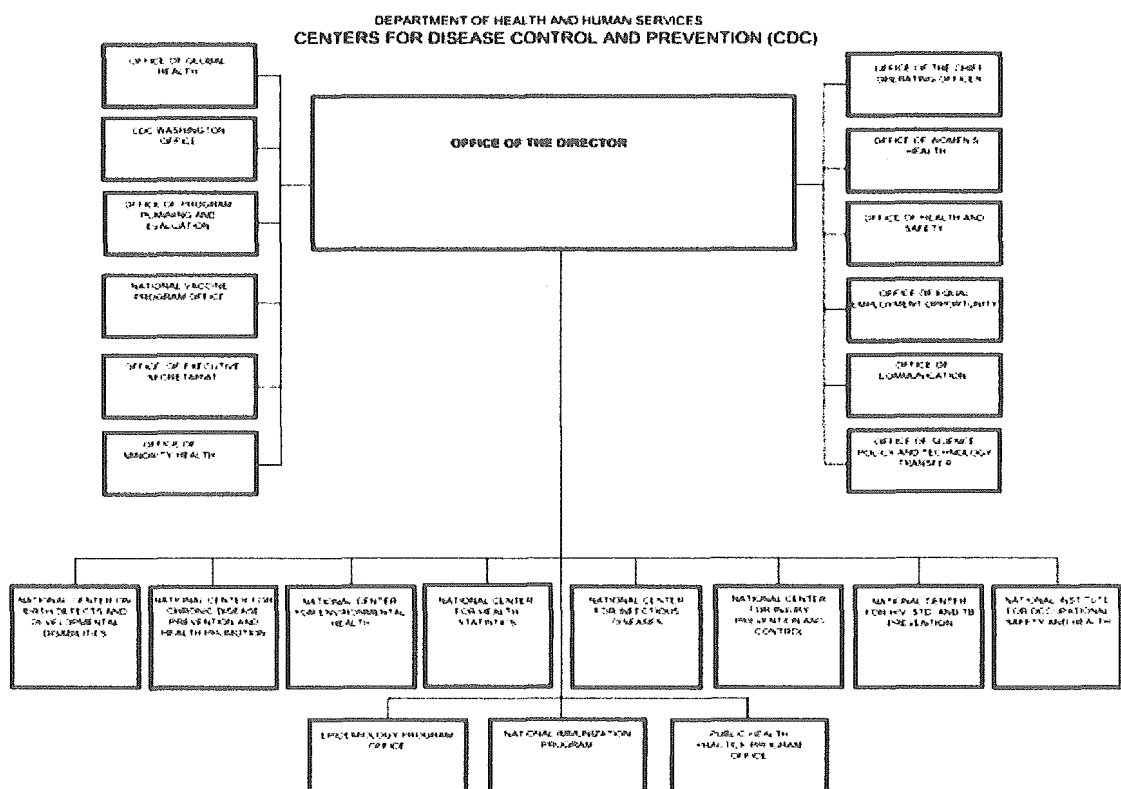 DEPARTMENT OF HEALTH AND HUMAN SERVICES
CENTERS FOR DISEASE CONTROL AND PREVENTION (CDC)
OFFICE OF GLOBAL
HEALTH
CDC WASHINGTON
OFFICE
OFFICE OF PROGRAM
PLANNING AND
EVALUATION
NATIONAL VACCINE
PROGRAM OFFICE
OFFICE OF EXECUTIVE
SECRETARIAT
OFFICE OF
MINORITY HEALTH
OFFICE OF THE DIRECTOR
OFFICE OF THE CHIEF
OPERATING OFFICER
OFFICE OF WOMEN'S
HEALTH
OFFICE OF HEALTH AND
SAFETY
OFFICE OF EQUAL
EMPLOYMENT OPPORTUNITY
OFFICE OF
COMMUNICATION
OFFICE OF SCIENCE
POLICY AND TECHNOLOGY
TRANSFER
NATIONAL CENTER ON
BIRTH DEFECTS AND
DEVELOPMENTAL
DISABILITIES
NATIONAL CENTER FOR
CHRONIC DISEASE
PREVENTION AND
HEALTH PROMOTION
NATIONAL CENTER
FOR ENVIRONMENTAL
HEALTH
NATIONAL CENTER
FOR HEALTH
STATISTICS
NATIONAL CENTER
FOR INFECTIOUS
DISEASES
NATIONAL CENTER
FOR INJURY
PREVENTION AND
CONTROL
NATIONAL CENTER
FOR HIV, STD, AND TB
PREVENTION
NATIONAL INSTITUTE
FOR OCCUPATIONAL
SAFETY AND HEALTH
EPIDEMIOLOGY PROGRAM
OFFICE
NATIONAL IMMUNIZATION
PROGRAM
PUBLIC HEALTH
PRACTICE PROGRAM
OFFICE